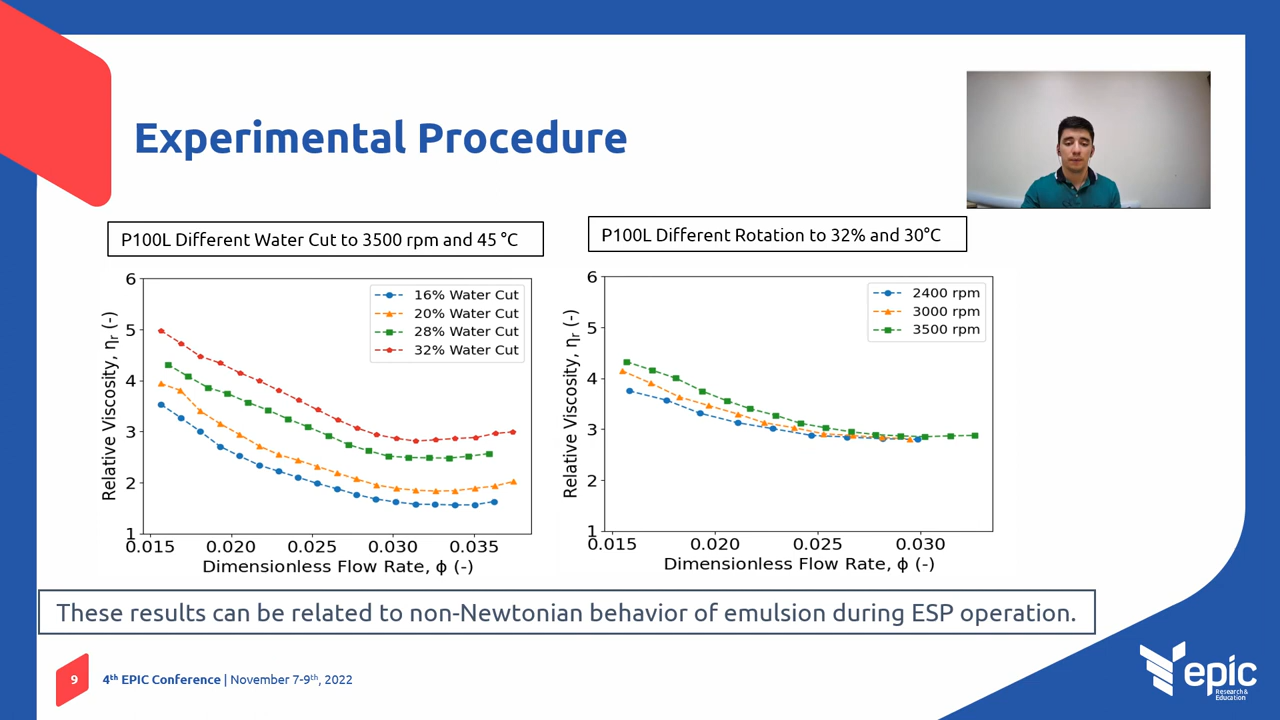 Experimental Procedure
P100L Different Water Cut to 3500 rpm and 45 °C
6
5
4
3
2
1
Relative Viscosity, ηr (-)
16% Water Cut
20% Water Cut
28% Water Cut
32% Water Cut
0.015 0.020 0.025 0.030 0.035
Dimensionless Flow Rate, ϕ (-)
P100L Different Rotation to 32% and 30°C
6
5
4
3
2
1
Relative Viscosity, ηr (-)
2400 rpm
3000 rpm
3500 rpm
0.015 0.020 0.025 0.030
Dimensionless Flow Rate, ϕ (-)
These results can be related to non-Newtonian behavior of emulsion during ESP operation.
9 4th EPIC Conference | November 7-9th, 2022
epic
Research &
Education